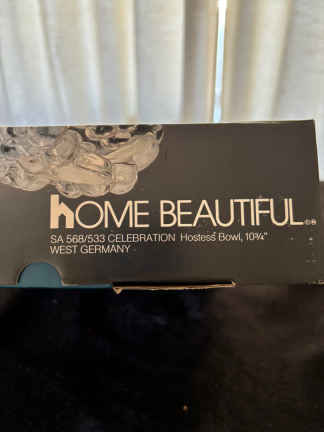 hOME BEAUTIFUL ©®
SA 568/533 CELEBRATION Hostess Bowl, 10¾"
WEST GERMANY